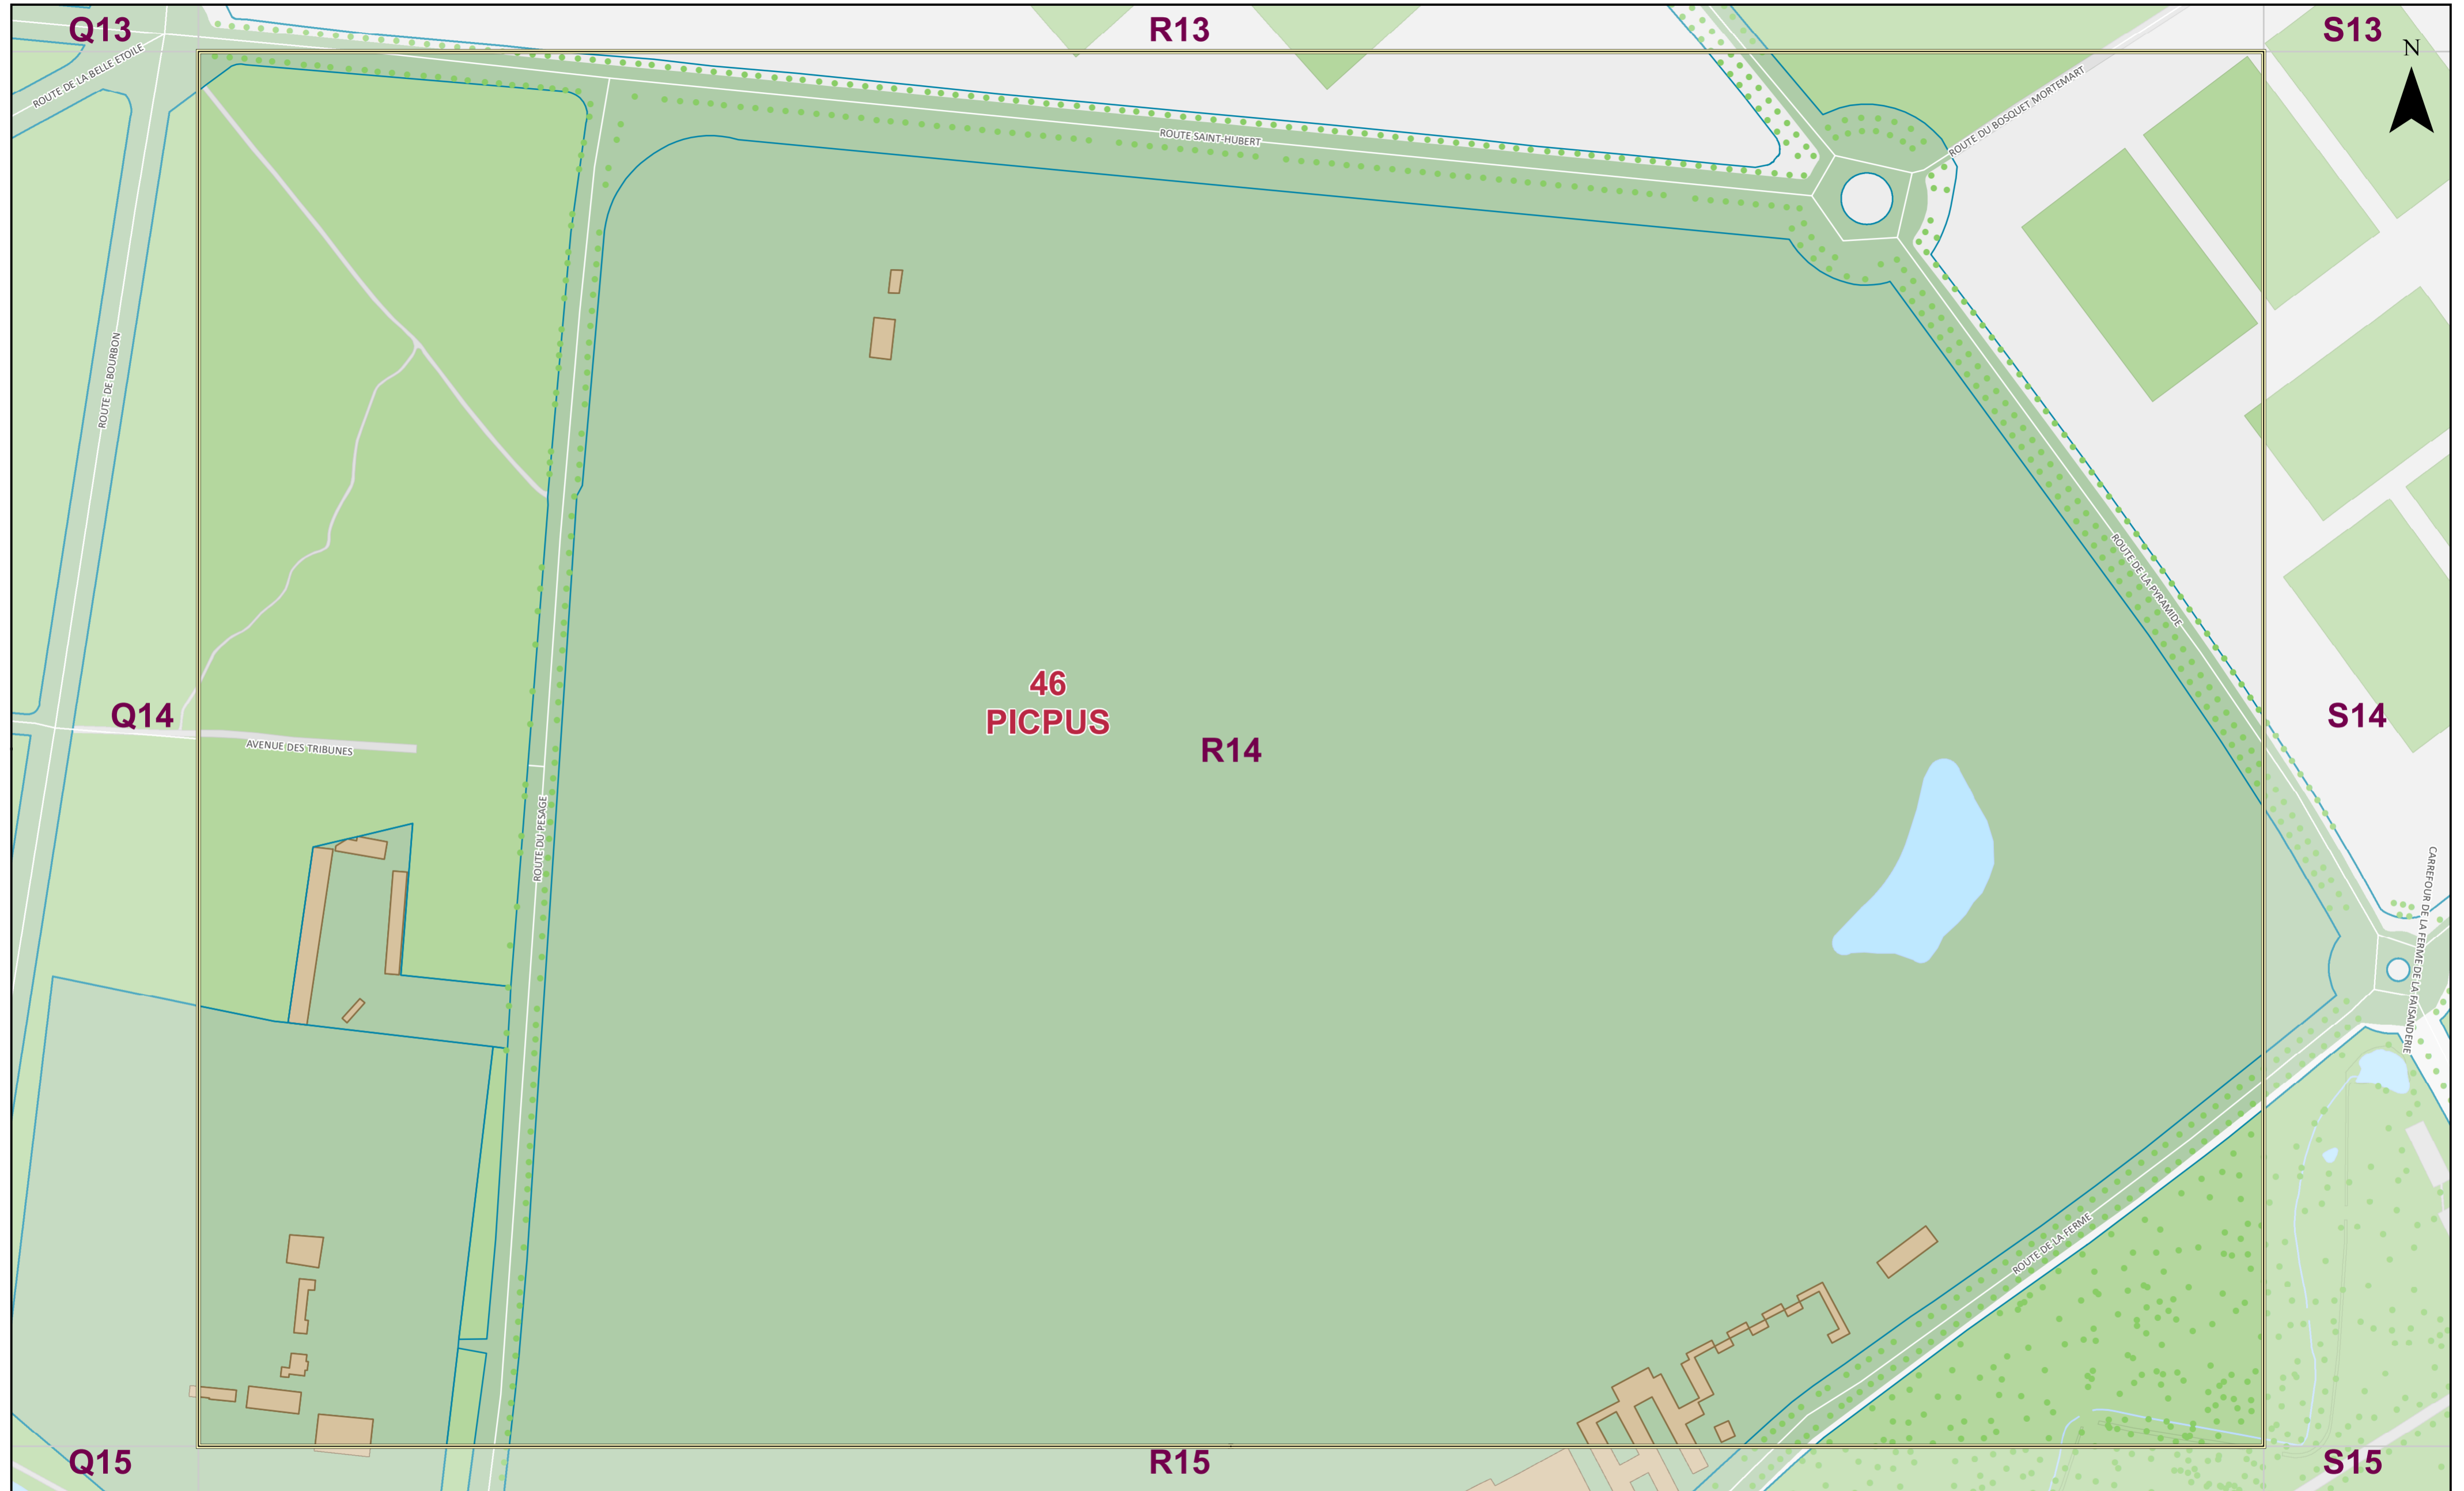 Q13
R13
S13
N
ROUTE DE LA BELLE ETOILE
ROUTE SAINT-HUBERT
ROUTE DU BOSQUET MORTEMART
ROUTE DE BOURBON
ROUTE DE LA PYRAMIDE
46
PICPUS
Q14
R14
S14
AVENUE DES TRIBUNES
ROUTE DU PESAGE
CARREFOUR DE LA FERME DE LA FAISANDERIE
ROUTE DE LA FERME
Q15
R15
S15